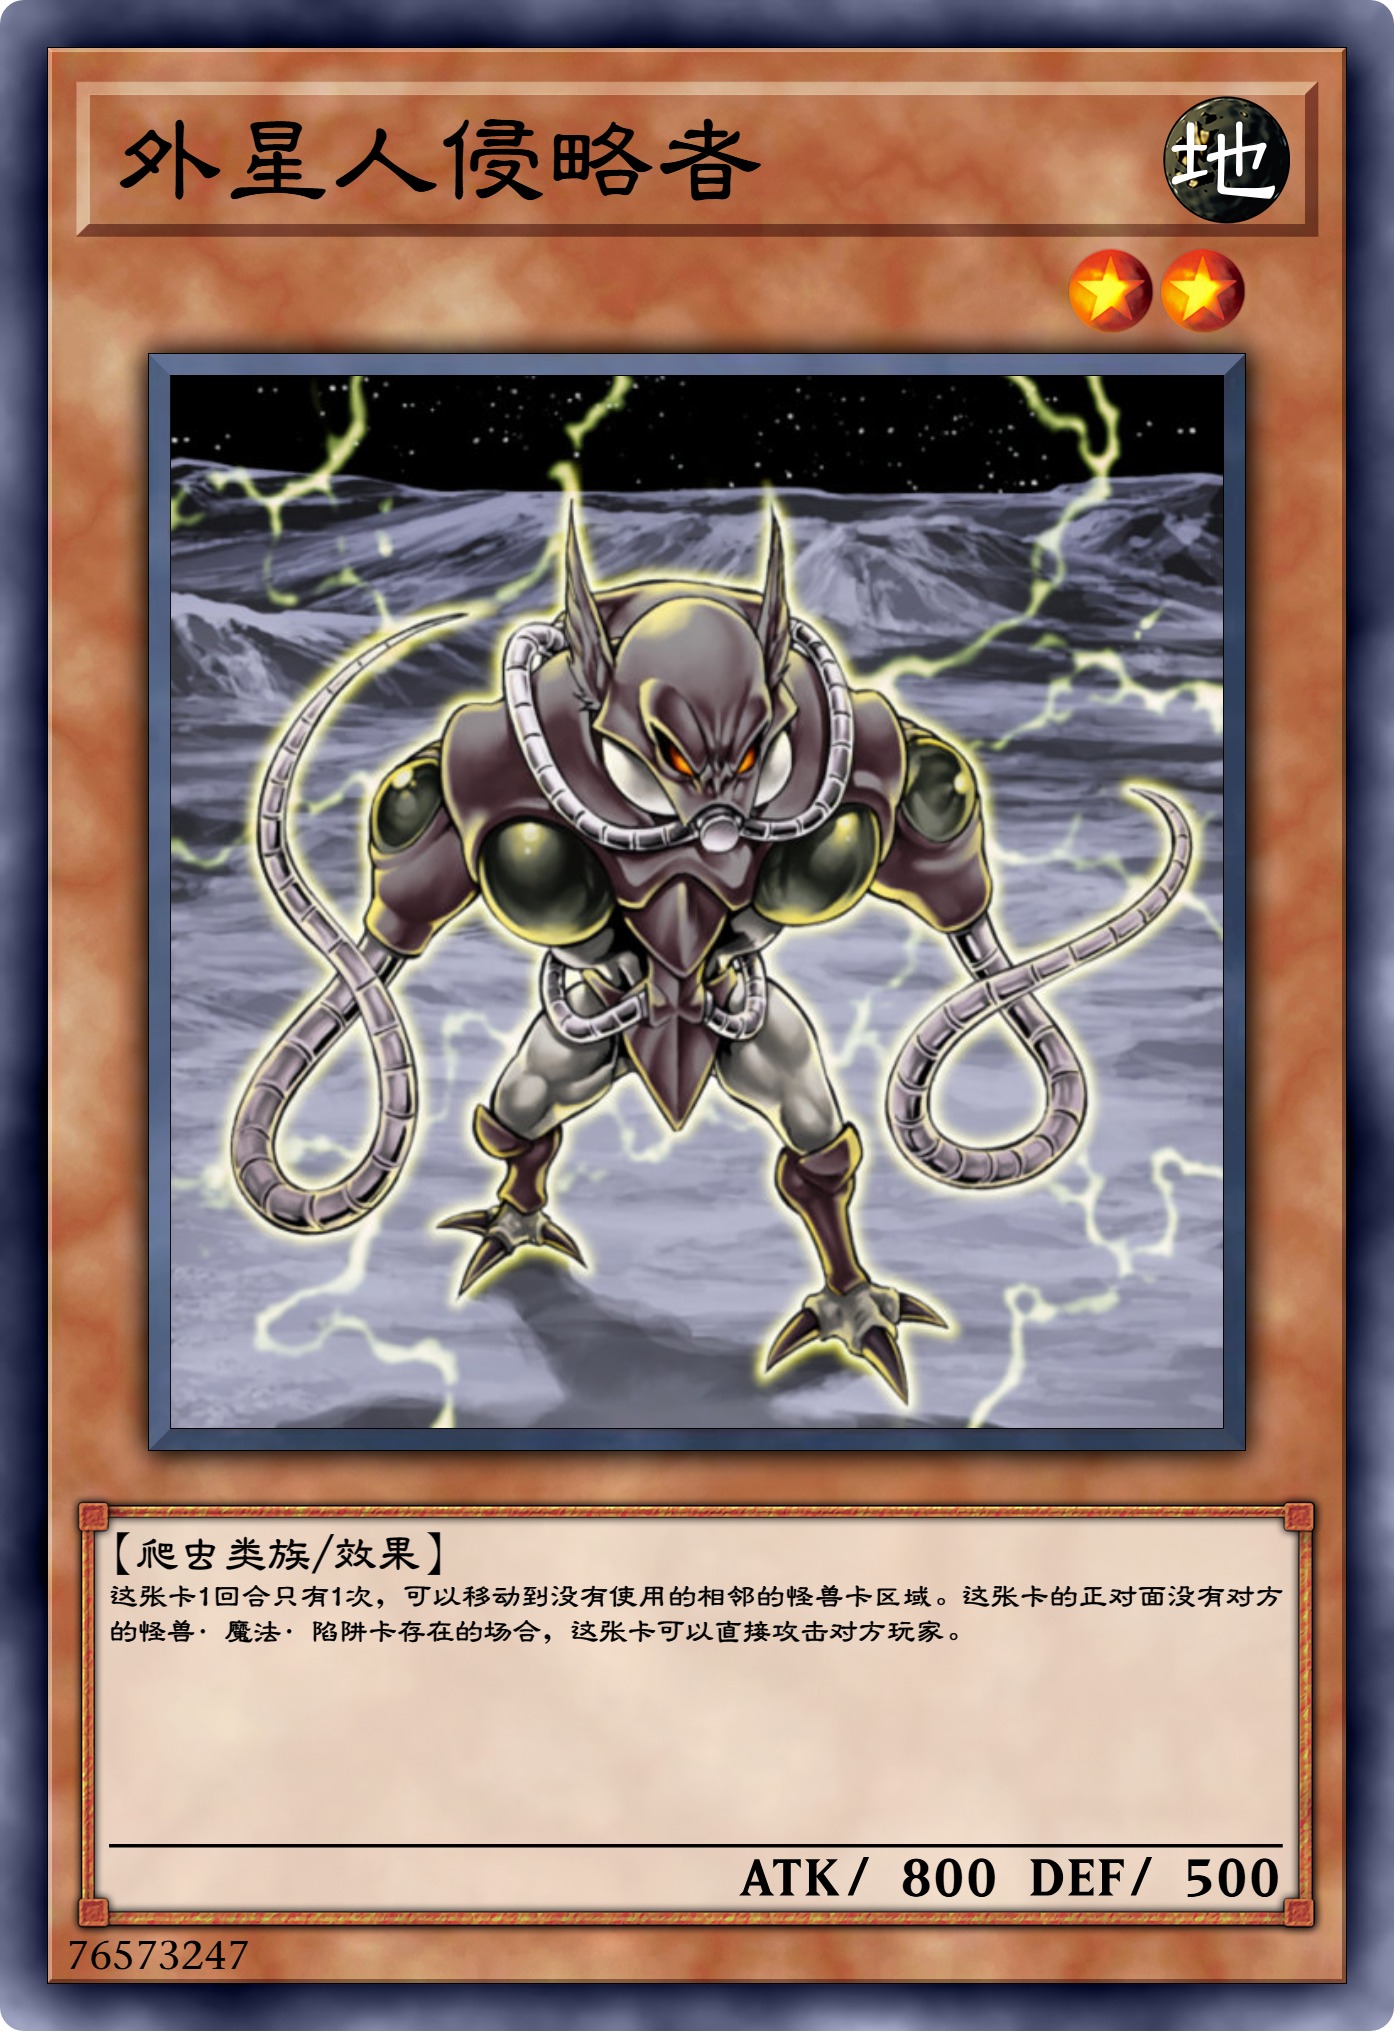 外星人侵略者
地
【爬虫类族/效果】
这张卡1回合只有1次，可以移动到没有使用的相邻的怪兽卡区域。这张卡的正对面没有对方
的怪兽·魔法·陷阱卡存在的场合，这张卡可以直接攻击对方玩家。
ATK/ 800 DEF/ 500
76573247